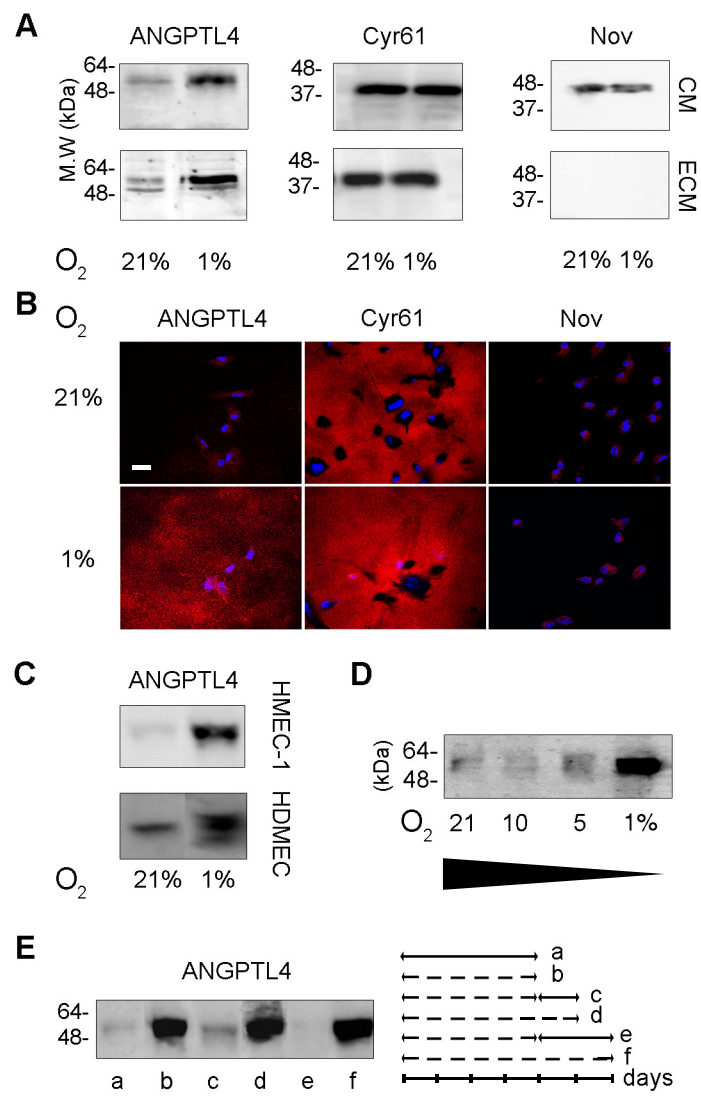 A
ANGPTL4 Cyr61 Nov
M.W (kDa)
64- 48- 48-
48- 37- 37-
CM
64- 48- 48-
48- 37- 37-
ECM
O2 21% 1% 21% 1% 21% 1%
B
O2 ANGPTL4 Cyr61 Nov
21%
1%
C
ANGPTL4
HMEC-1
HDMEC
O2 21% 1%
D
(kDa)
64-
48-
O2 21 10 5 1%
E
ANGPTL4
64-
48-
a b c d e f
a
b
c
d
e
f
days